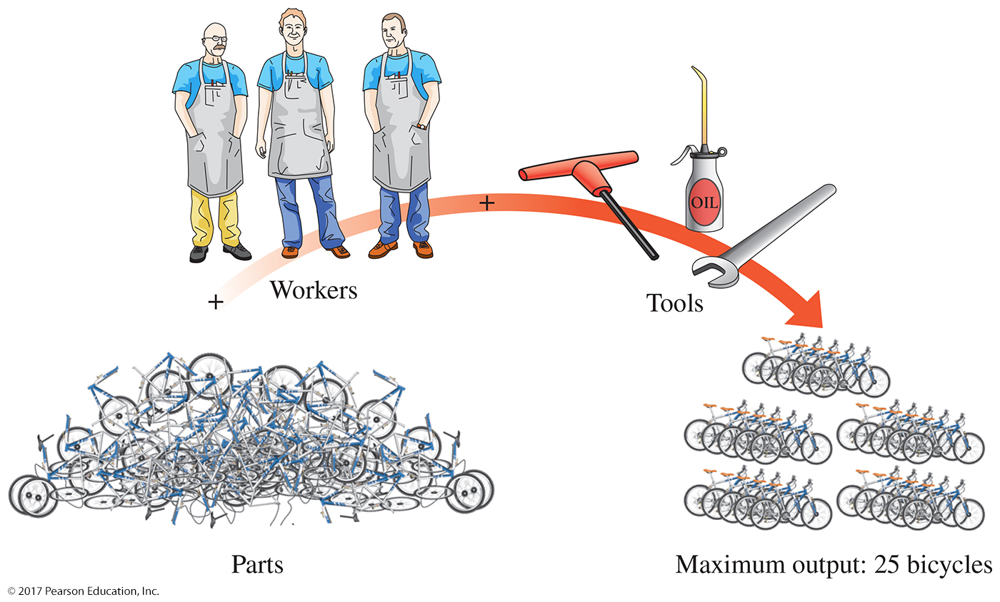 OIL
+
+
Workers
Tools
Parts
Maximum output: 25 bicycles
© 2017 Pearson Education, Inc.